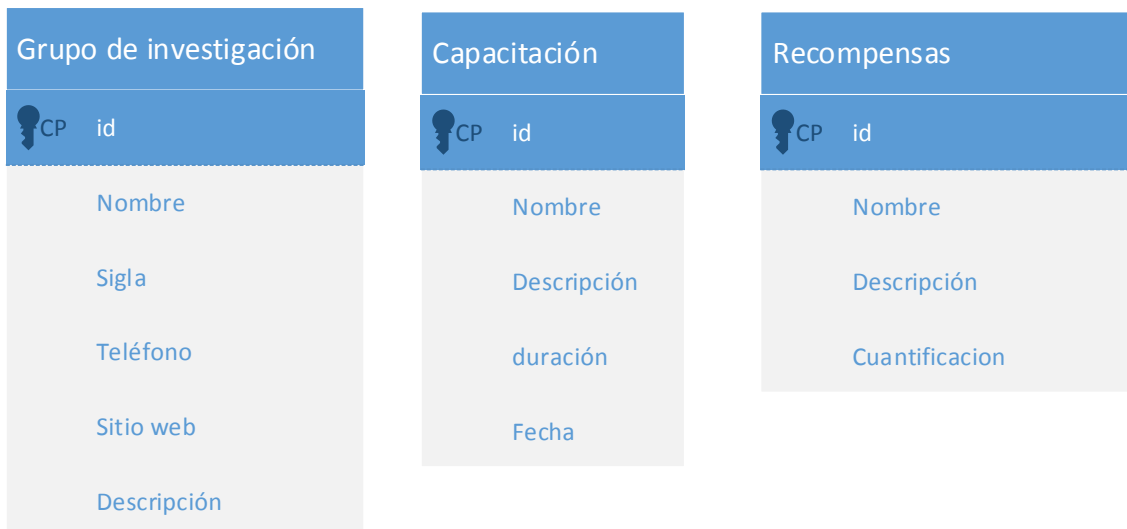 Grupo de investigación
CP id
Nombre
Sigla
Teléfono
Sitio web
Descripción
Capacitación
CP id
Nombre
Descripción
duración
Fecha
Recompensas
CP id
Nombre
Descripción
Cuantificacion